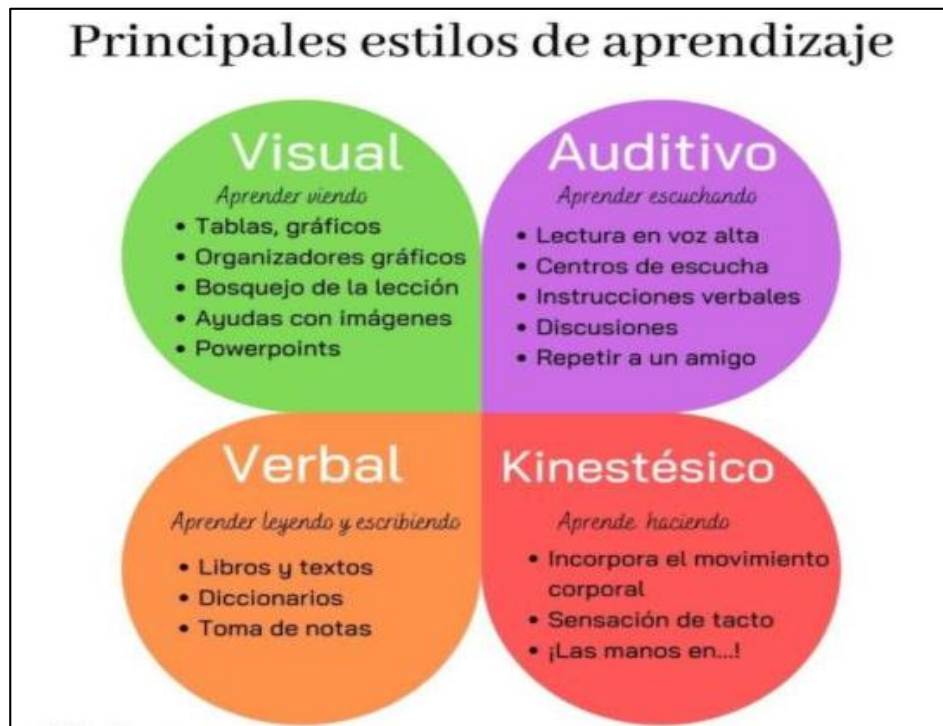 Principales estilos de aprendizaje
Visual
Aprender viendo
• Tablas, gráficos
• Organizadores gráficos
• Bosquejo de la lección
• Ayudas con imágenes
• Powerpoints
Auditivo
Aprender escuchando
• Lectura en voz alta
• Centros de escucha
• Instrucciones verbales
• Discusiones
• Repetir a un amigo
Verbal
Aprender leyendo y escribiendo
• Libros y textos
• Diccionarios
• Toma de notas
Kinestésico
Aprende haciendo
• Incorpora el movimiento
corporal
• Sensación de tacto
• ¡Las manos en...!